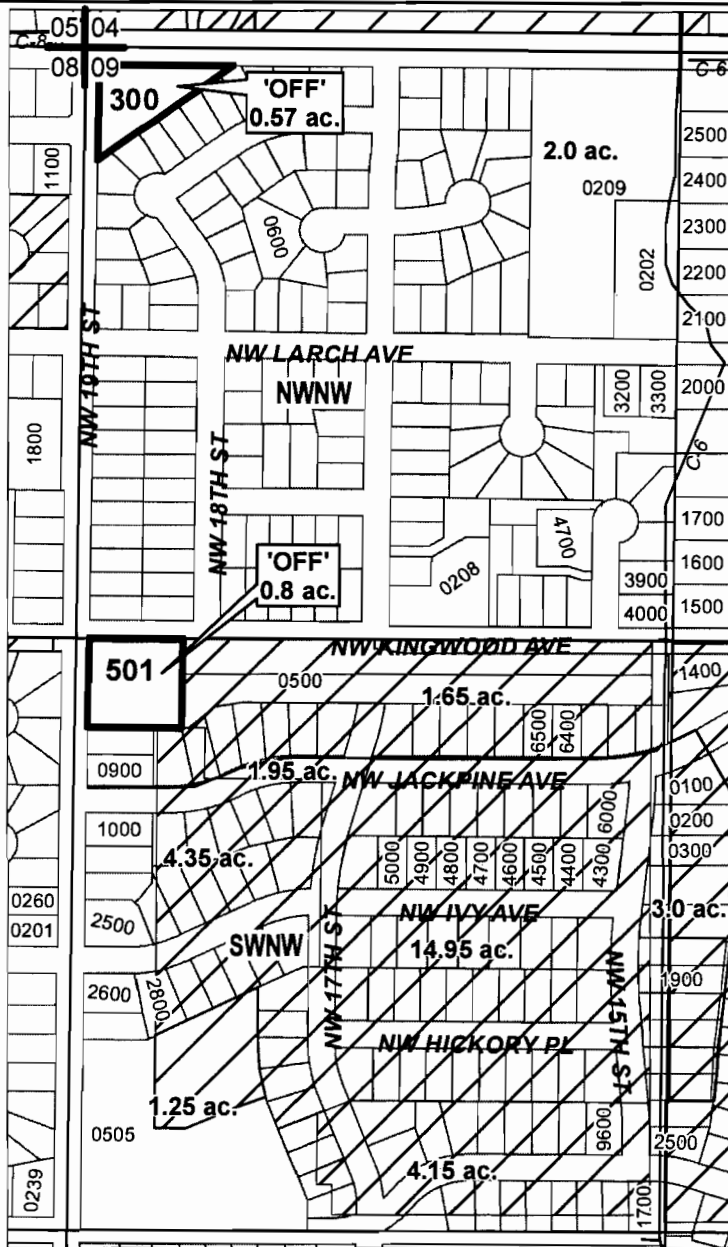 05 04
C-8
08 09
300
'OFF'
0.57 ac.
C-6
2.0 ac.
0209
2500
2400
2300
2200
2100
2000
1100
0090
0202
NW 19TH ST
NW LARCH AVE
NWNW
3200
3300
1800
NW 18TH ST
C-6
4700
1700
1600
1500
'OFF'
0.8 ac.
0208
3900
4000
NW KINGWOOD AVE
501
0500
1400
1.65 ac.
6500
6400
0900
1.95 ac.
NW JACKPINE AVE
0100
0200
0300
1000
6000
4.35 ac.
5000
4900
4800
4700
4600
4500
4400
4300
0260
0201
2500
NW IVY AVE
3.0 ac.
SWNW
14.95 ac.
NW 17TH ST
NW 15TH ST
1900
2600
2800
NW HICKORY PL
1.25 ac.
0505
9600
2500
0239
4.15 ac.
1700